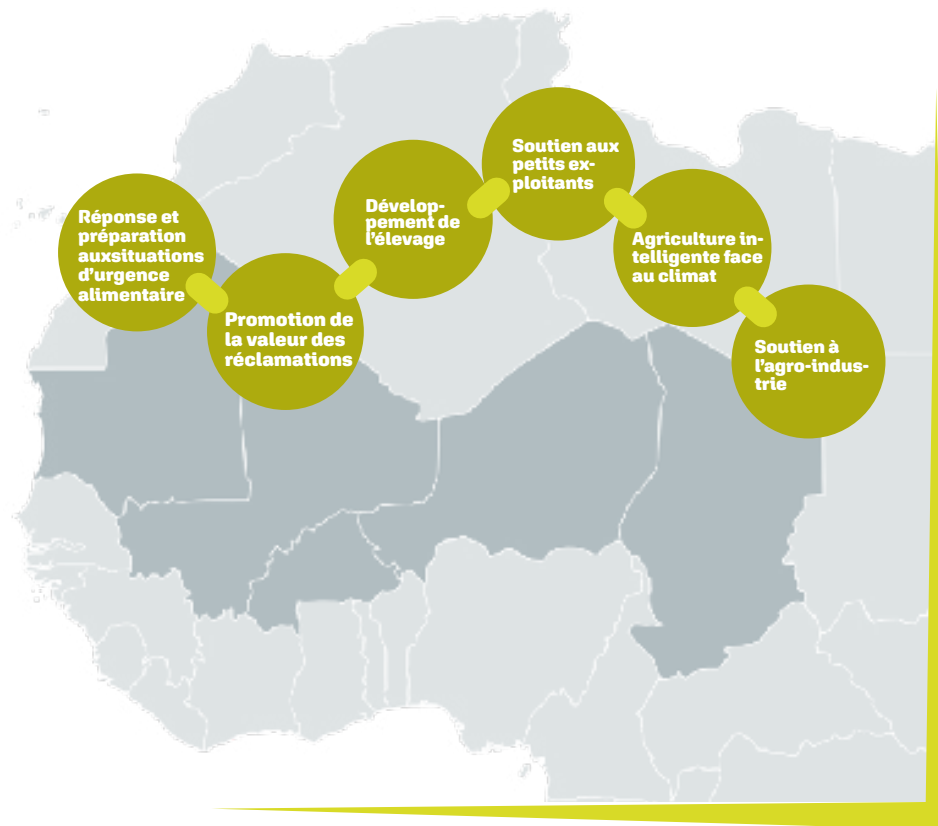 Réponse et
préparation
auxsituations
d'urgence
alimentaire
Promotion de
la valeur des
réclamations
Dévelop-
pement de
l'élevage
Soutien aux
petits ex-
ploitants
Agriculture in-
telligente face
au climat
Soutien à
l'agro-indus-
trie